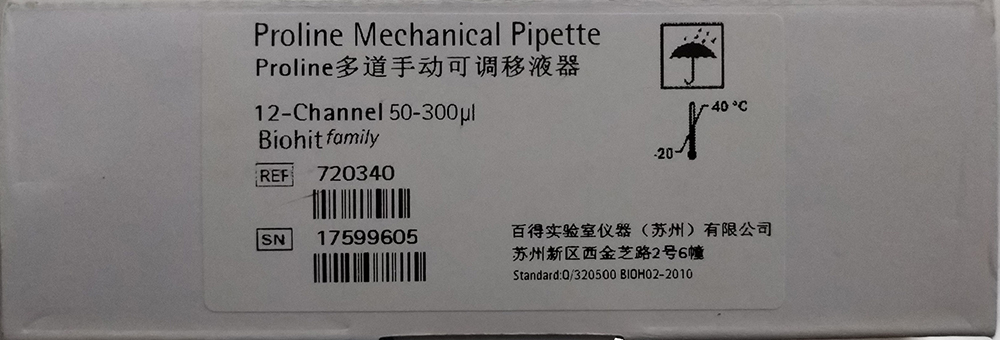 Proline Mechanical Pipette
Proline多道手动可调移液器
12-Channel 50-300μl
Biohit family
REF 720340
SN 17599605
40 °C
-20
百得实验室仪器（苏州）有限公司
苏州新区西金芝路2号6幢
Standard:Q/320500 BIOH02-2010